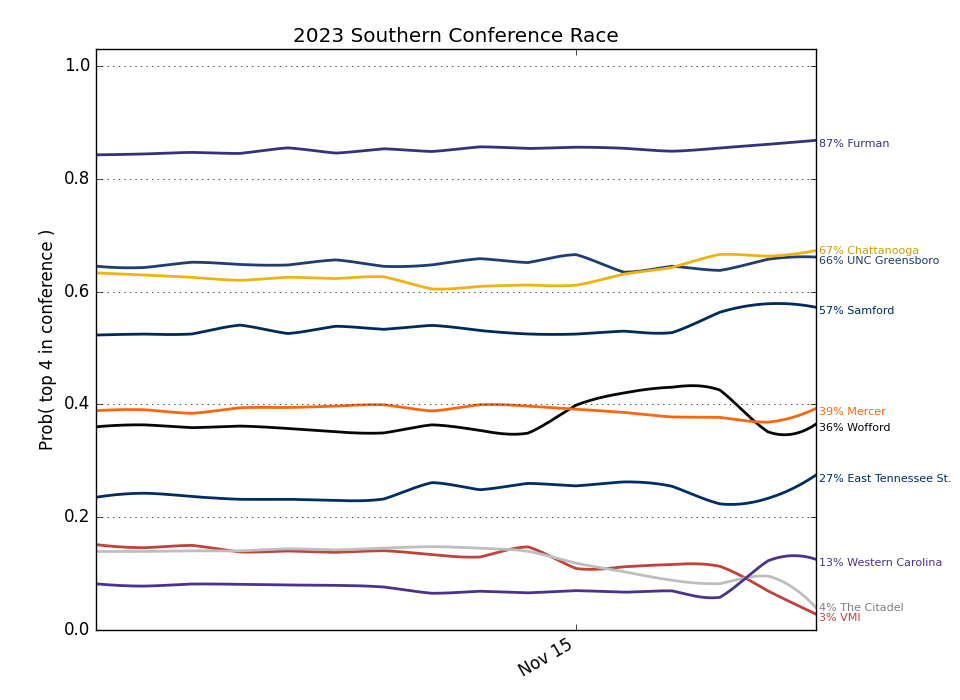 2023 Southern Conference Race
1.0
0.8
0.6
0.4
0.2
0.0
Prob( top 4 in conference )
Nov 15
87% Furman
67% Chattanooga
66% UNC Greensboro
57% Samford
39% Mercer
36% Wofford
27% East Tennessee St.
13% Western Carolina
4% The Citadel
3% VMI